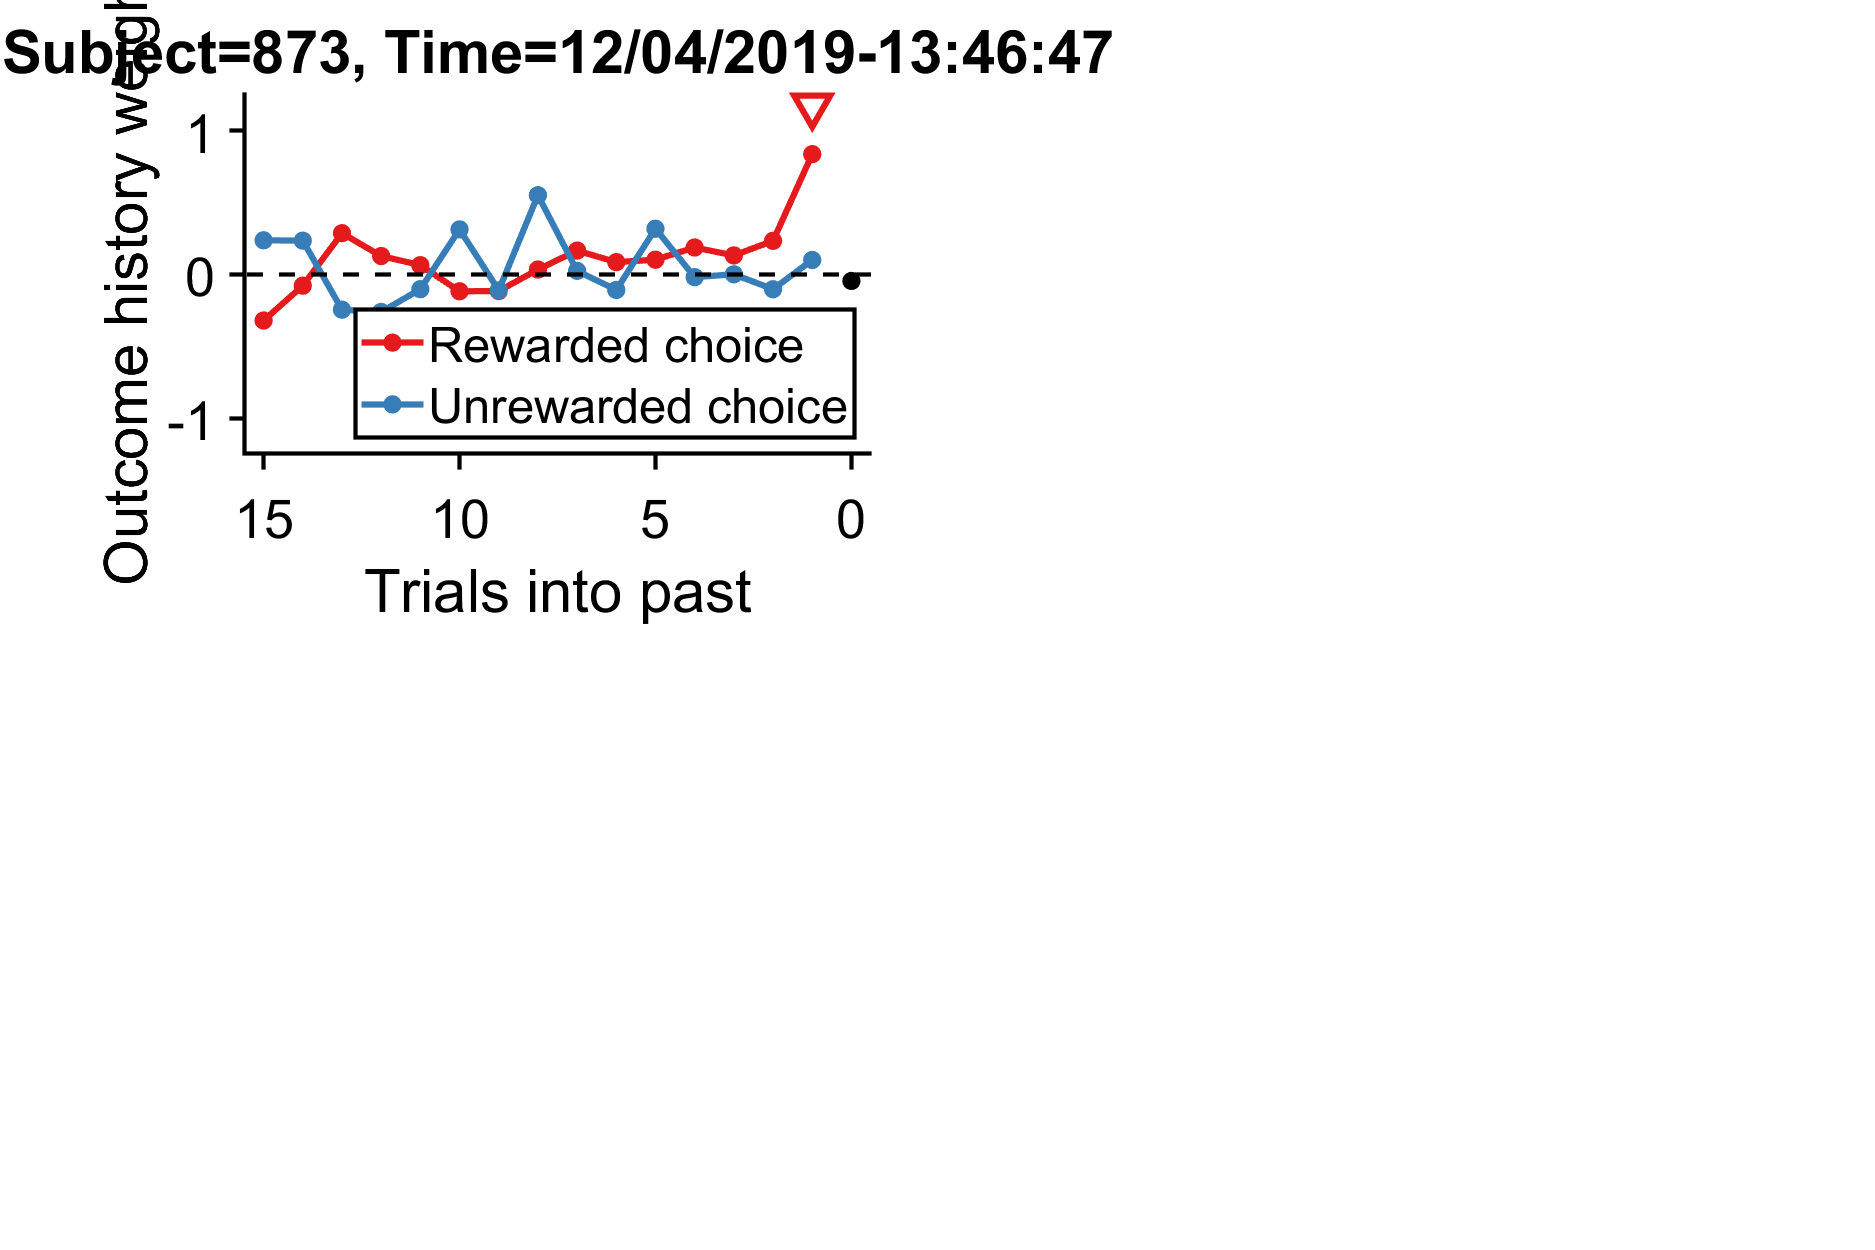 Subject=873, Time=12/04/2019-13:46:47
Outcome history
1
0
-1
Rewarded choice
Unrewarded choice
15 10 5 0
Trials into past